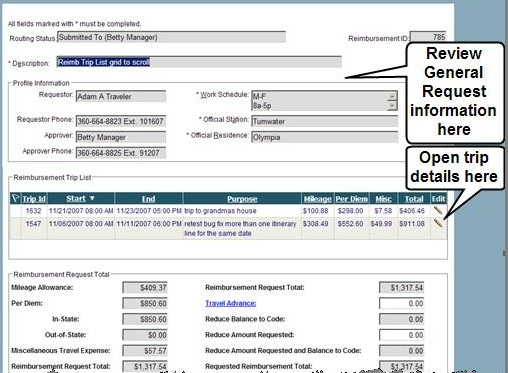 All fields marked with * must be completed.
Routing Status: Submitted To (Betty Manager) Reimbursement ID: 785
* Description: Reimb Trip List grid to scroll
Review General Request information here
Profile Information
Requestor: Adam A Traveler * Work Schedule: M-F
8a-5p
Requestor Phone: 360-664-8823 Ext. 101607 * Official Station: Tumwater
Approver: Betty Manager * Official Residence: Olympia
Approver Phone: 360-664-8825 Ext. 91207
Open trip details here
Reimbursement Trip List
Trip Id Start End Purpose Mileage Per Diem Misc Total Edit
1632 11/21/2007 08:00 AM 11/23/2007 05:00 PM trip to grandmas house $100.88 $298.00 $7.58 $406.46
1547 11/06/2007 08:00 AM 11/11/2007 06:00 PM retest bug fix more than one itinerary $308.49 $552.60 $49.99 $911.08
line for the same date
Reimbursement Request Total
Mileage Allowance: $409.37 Reimbursement Request Total: $1,317.54
Per Diem: $850.60 Travel Advance: 0.00
In-State: $850.60 Reduce Balance to Code: 0.00
Out-of-State: $0.00 Reduce Amount Requested: 0.00
Miscellaneous Travel Expense: $57.57 Reduce Amount Requested and Balance to Code: 0.00
Reimbursement Request Total: $1,317.54 Requested Reimbursement Total: $1,317.54